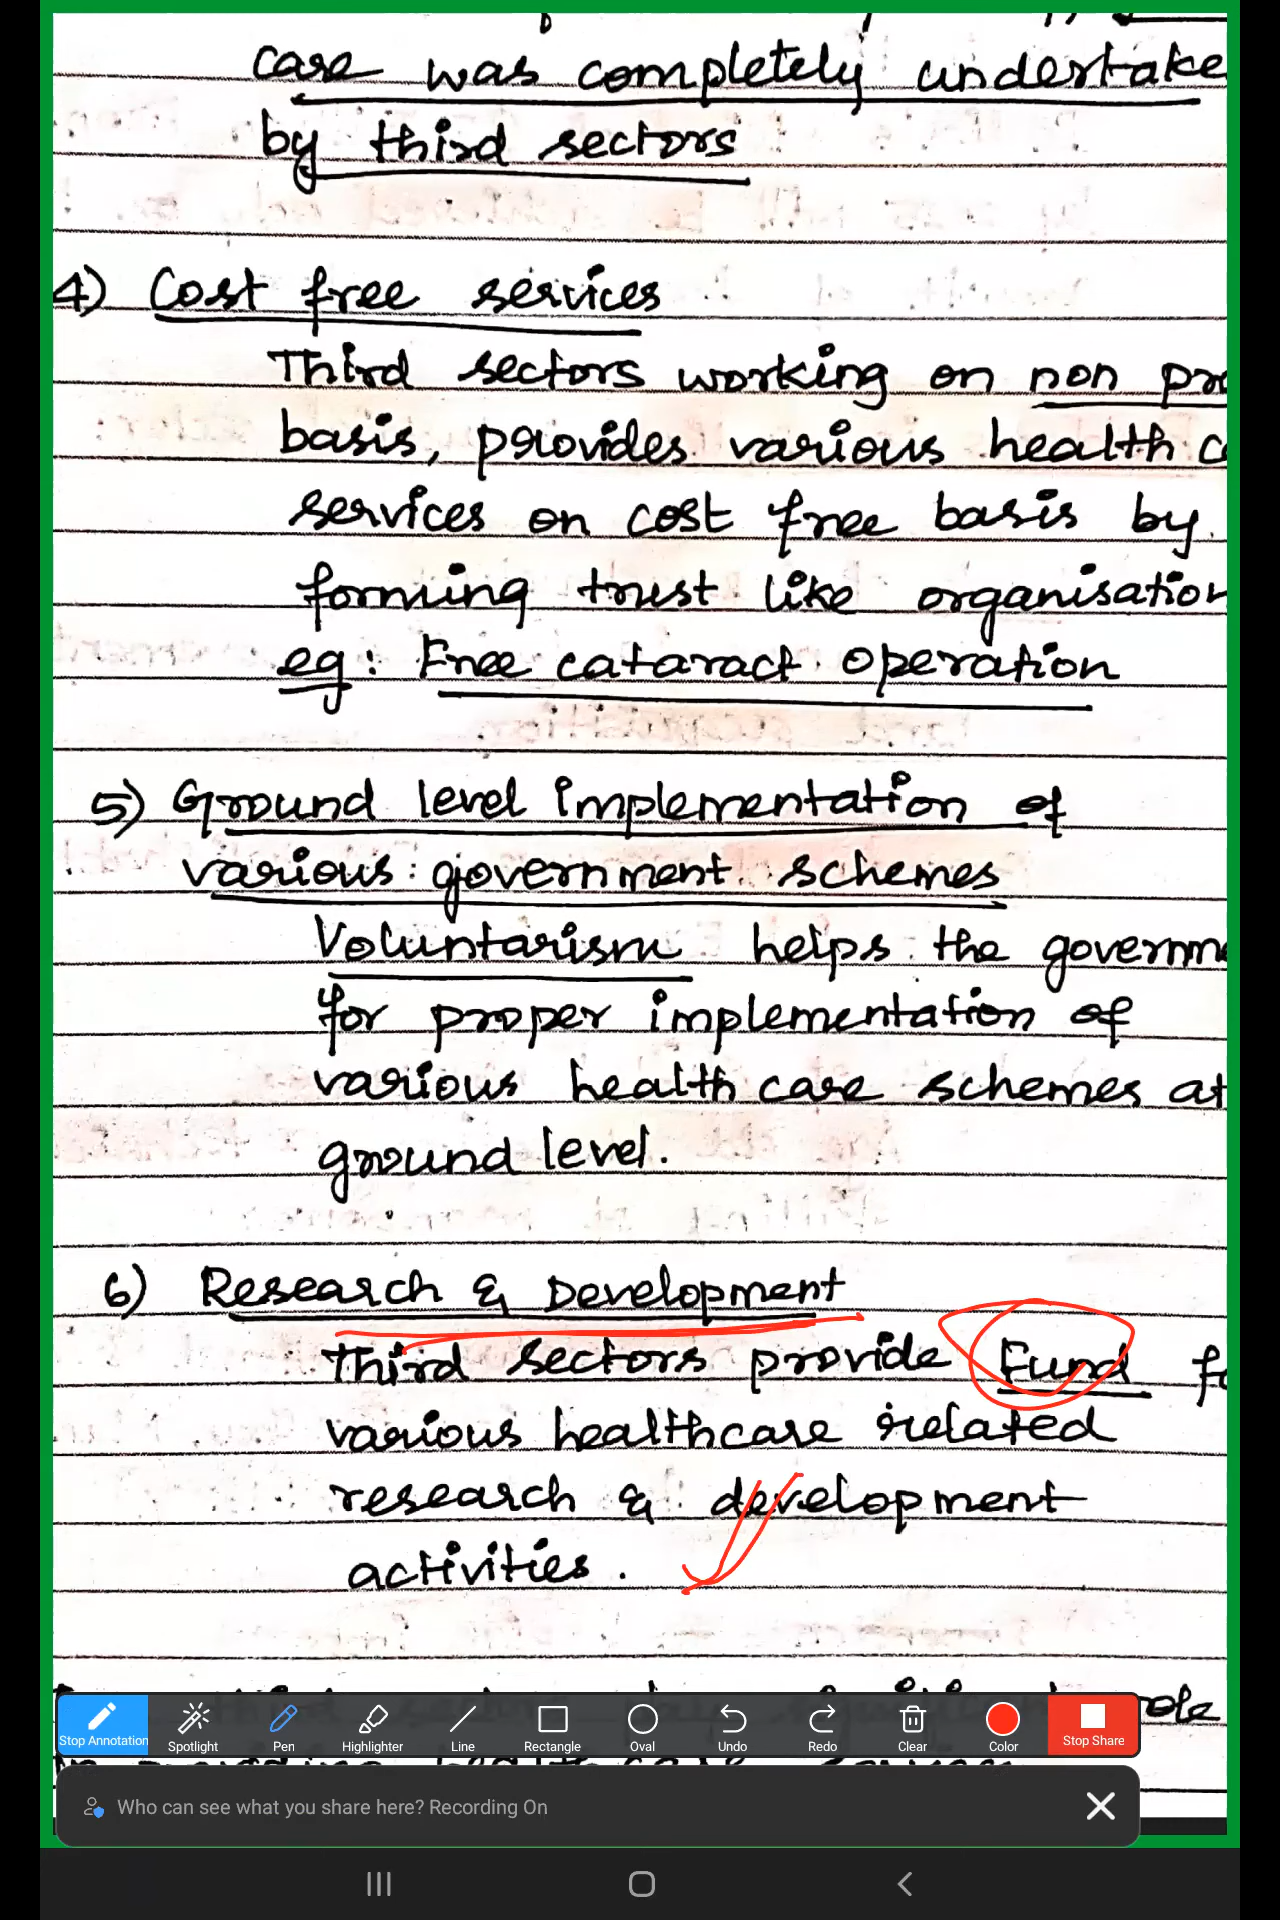 case was completely undertake
by third sectors
4) Cost free services
Third sectors working on non pro
basis, provides various health c
services on cost free basis by
forming trust like organisation
eg: Free cataract operation
5) Ground level implementation of
various government schemes
Voluntarism helps the governme
for proper implementation of
various health care schemes at
ground level.
6) Research & Development
Third sectors provide Fund fo
various healthcare related
research & development
activities.
role
Stop Annotation Spotlight Pen Highlighter Line Rectangle Oval Undo Redo Clear Color Stop Share
Who can see what you share here? Recording On